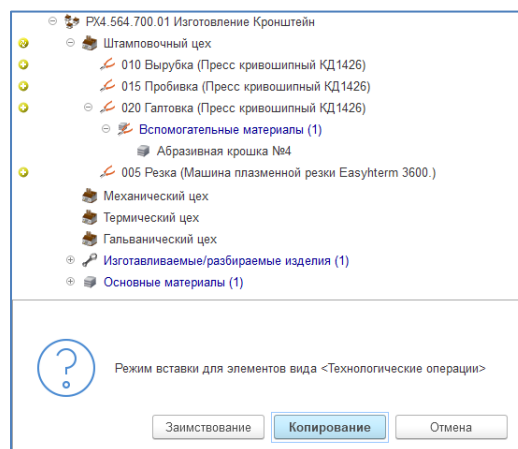 РХ4.564.700.01 Изготовление Кронштейн
Штамповочный цех
010 Вырубка (Пресс кривошипный КД1426)
015 Пробивка (Пресс кривошипный КД1426)
020 Галтовка (Пресс кривошипный КД1426)
Вспомогательные материалы (1)
Абразивная крошка №4
005 Резка (Машина плазменной резки Easyhterm 3600.)
Механический цех
Термический цех
Гальванический цех
Изготавливаемые/разбираемые изделия (1)
Основные материалы (1)
Режим вставки для элементов вида <Технологические операции>
Заимствование Копирование Отмена